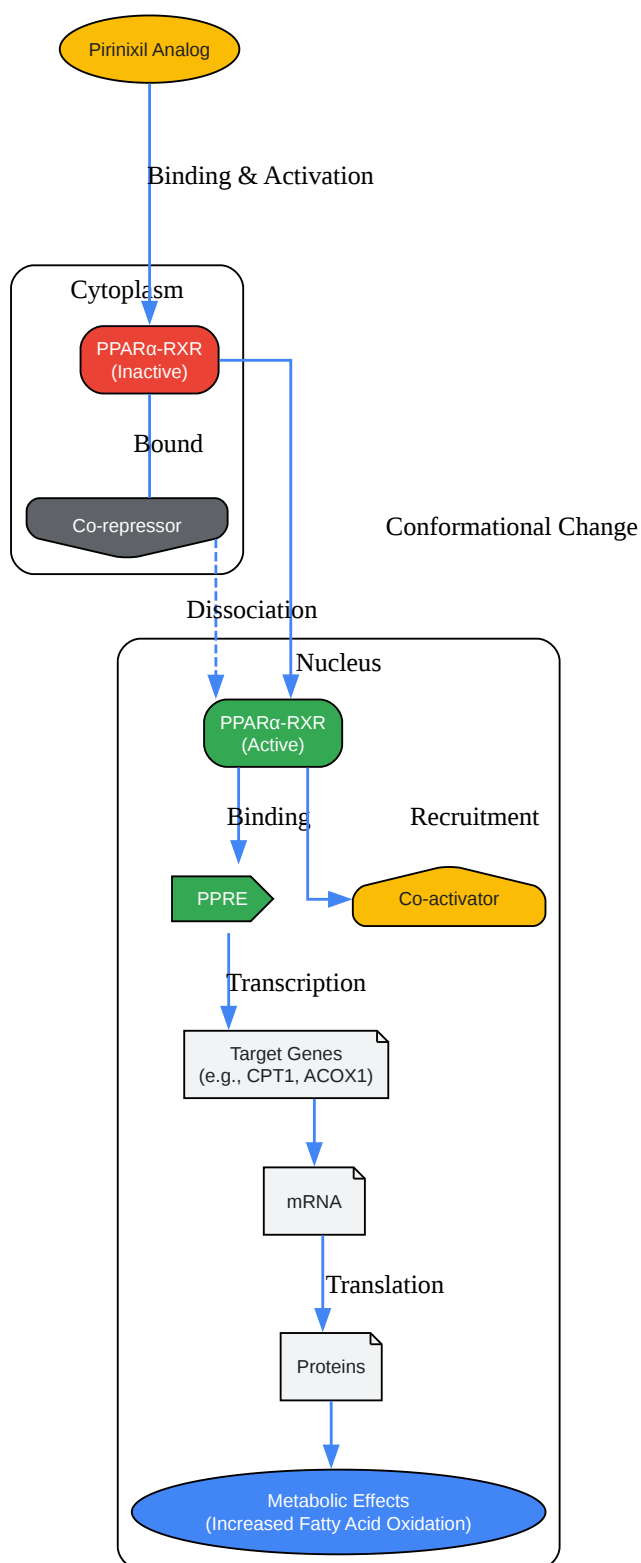 Pirinixil Analog
Binding & Activation
Cytoplasm
PPARα-RXR
(Inactive)
Bound
Co-repressor
Conformational Change
Dissociation
Nucleus
PPARα-RXR
(Active)
Binding
Recruitment
PPRE
Co-activator
Transcription
Target Genes
(e.g., CPT1, ACOX1)
mRNA
Translation
Proteins
Metabolic Effects
(Increased Fatty Acid Oxidation)